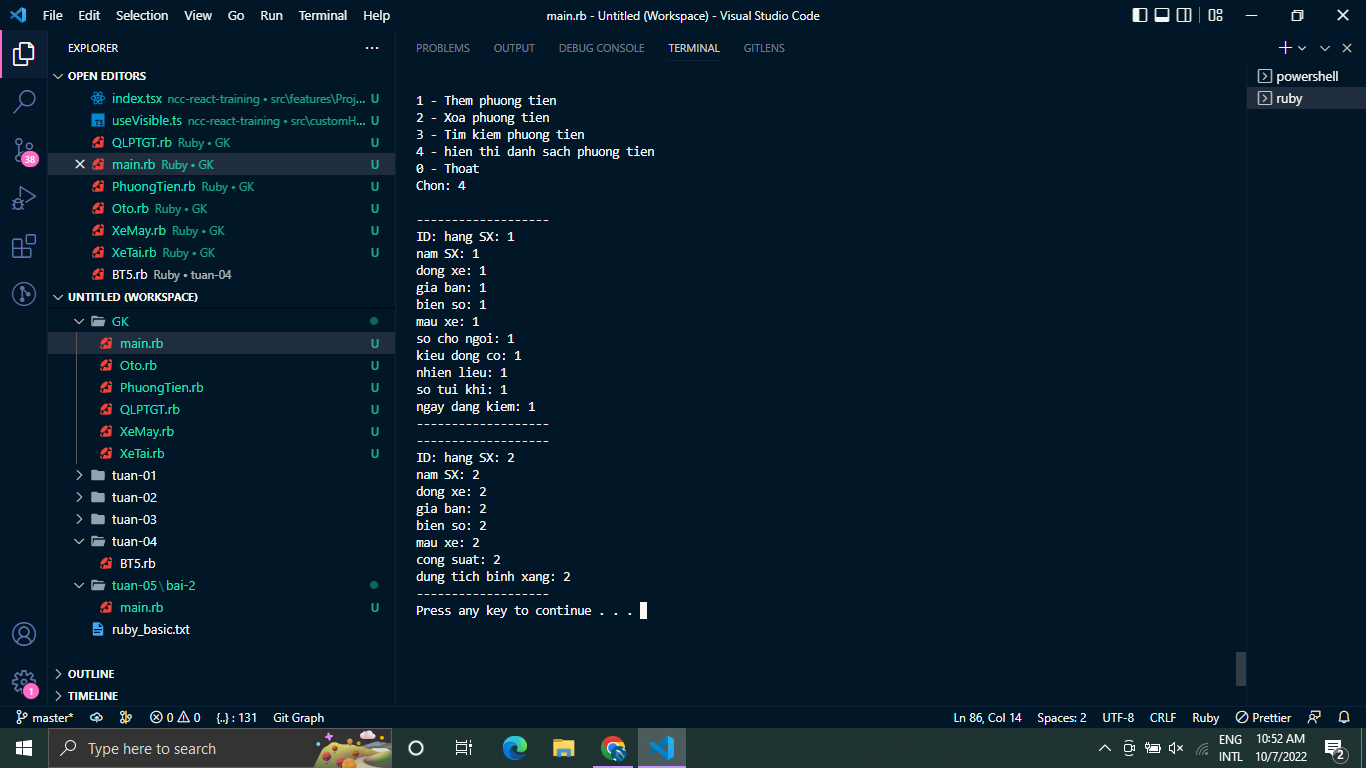 File Edit Selection View Go Run Terminal Help
main.rb - Untitled (Workspace) - Visual Studio Code
EXPLORER
OPEN EDITORS
index.tsx ncc-react-training • src\features\Proj... U
useVisible.ts ncc-react-training • src\customH... U
QLPTGT.rb Ruby • GK U
main.rb Ruby • GK U
PhuongTien.rb Ruby • GK U
Oto.rb Ruby • GK U
XeMay.rb Ruby • GK U
XeTai.rb Ruby • GK U
BT5.rb Ruby • tuan-04
UNTITLED (WORKSPACE)
GK
main.rb U
Oto.rb U
PhuongTien.rb U
QLPTGT.rb U
XeMay.rb U
XeTai.rb U
tuan-01
tuan-02
tuan-03
tuan-04
BT5.rb
tuan-05\bai-2
main.rb U
ruby_basic.txt
OUTLINE
TIMELINE
38
1
PROBLEMS OUTPUT DEBUG CONSOLE TERMINAL GITLENS
1 - Them phuong tien
2 - Xoa phuong tien
3 - Tim kiem phuong tien
4 - hien thi danh sach phuong tien
0 - Thoat
Chon: 4
-------------------
ID: hang SX: 1
nam SX: 1
dong xe: 1
gia ban: 1
bien so: 1
mau xe: 1
so cho ngoi: 1
kieu dong co: 1
nhien lieu: 1
so tui khi: 1
ngay dang kiem: 1
-------------------
-------------------
ID: hang SX: 2
nam SX: 2
dong xe: 2
gia ban: 2
bien so: 2
mau xe: 2
cong suat: 2
dung tich binh xang: 2
-------------------
Press any key to continue . . .
powershell
ruby
master* 0 0 {..} : 131 Git Graph
Ln 86, Col 14 Spaces: 2 UTF-8 CRLF Ruby Prettier
Type here to search
ENG
INTL
10:52 AM
10/7/2022
2